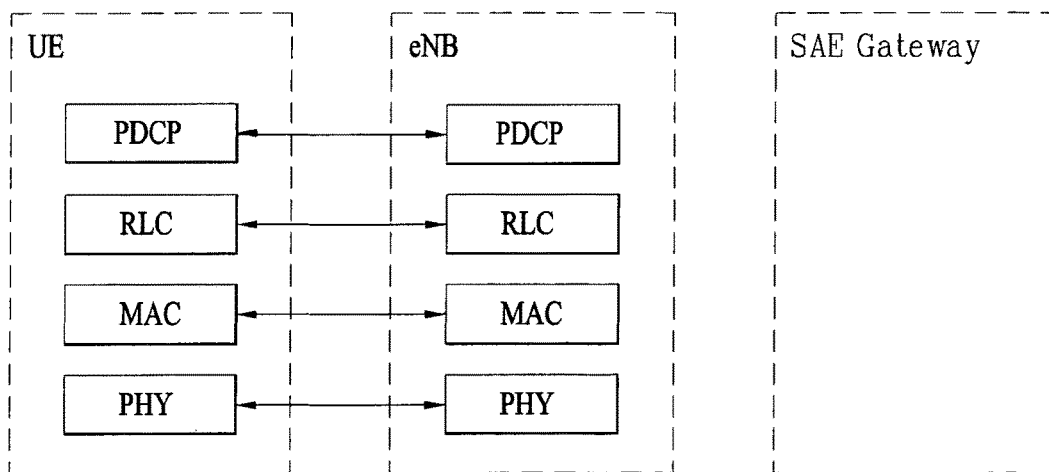 UE
eNB
SAE Gateway
PDCP
PDCP
RLC
RLC
MAC
MAC
PHY
PHY